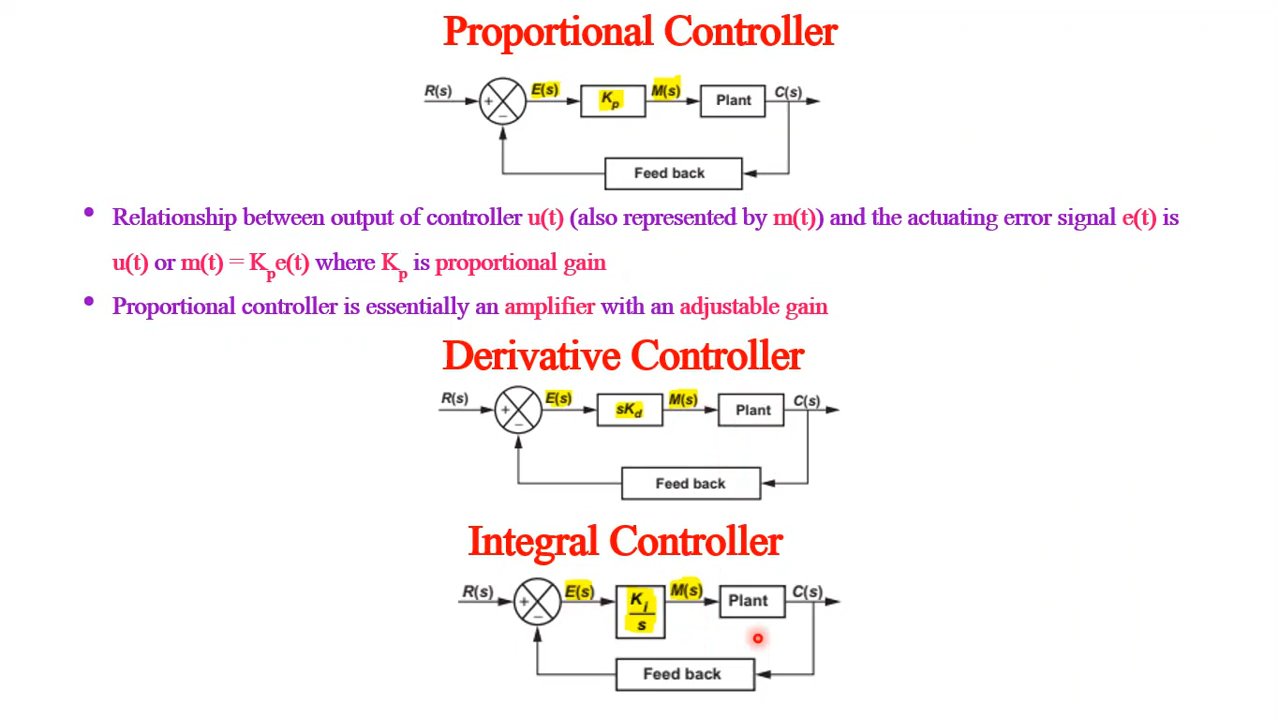 Proportional Controller
R(s) + − E(s) Kp M(s) Plant C(s)
Feed back
• Relationship between output of controller u(t) (also represented by m(t)) and the actuating error signal e(t) is
u(t) or m(t) = Kpe(t) where Kp is proportional gain
• Proportional controller is essentially an amplifier with an adjustable gain
Derivative Controller
R(s) + − E(s) sKd M(s) Plant C(s)
Feed back
Integral Controller
R(s) + − E(s) Ki/s M(s) Plant C(s)
Feed back